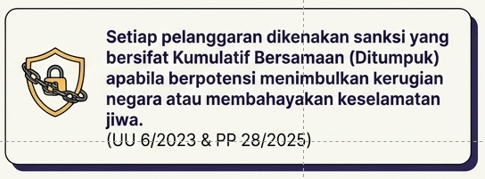 Setiap pelanggaran dikenakan sanksi yang
bersifat Kumulatif Bersamaan (Ditumpuk)
apabila berpotensi menimbulkan kerugian
negara atau membahayakan keselamatan
jiwa.
(UU 6/2023 & PP 28/2025)